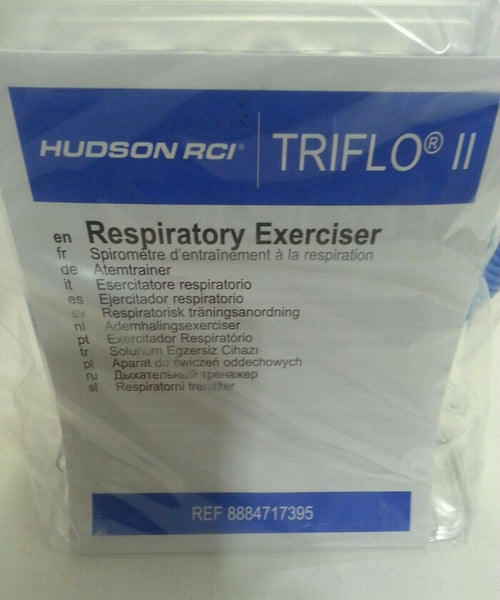 HUDSON RCI® TRIFLO® II
en Respiratory Exerciser
fr Spiromètre d'entraînement à la respiration
de Atemtrainer
it Esercitatore respiratorio
es Ejercitador respiratorio
sv Respiratorisk träningsanordning
nl Ademhalingsexerciser
pt Exercitador Respiratório
tr Solunum Egzersiz Cihazı
pl Aparat do ćwiczeń oddechowych
ru Дыхательный тренажер
sl Respiratorni trenažer
REF 8884717395